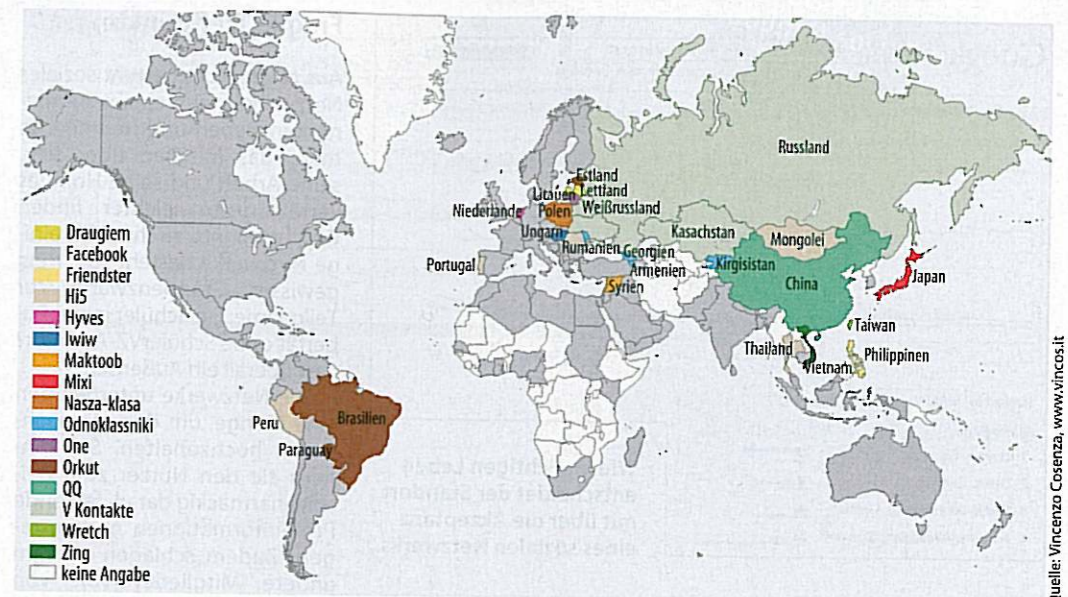 Draugiem
Facebook
Friendster
Hi5
Hyves
Iwiw
Maktoob
Mixi
Nasza-klasa
Odnoklassniki
One
Orkut
QQ
V Kontakte
Wretch
Zing
keine Angabe
Russland
Estland
Lettland
Litauen
Weißrussland
Niederlande
Polen
Ungarn
Rumänien
Georgien
Armenien
Portugal
Syrien
Kasachstan
Mongolei
Kirgisistan
China
Japan
Taiwan
Thailand
Vietnam
Philippinen
Peru
Brasilien
Paraguay
Quelle: Vincenzo Cosenza, www.vincos.it